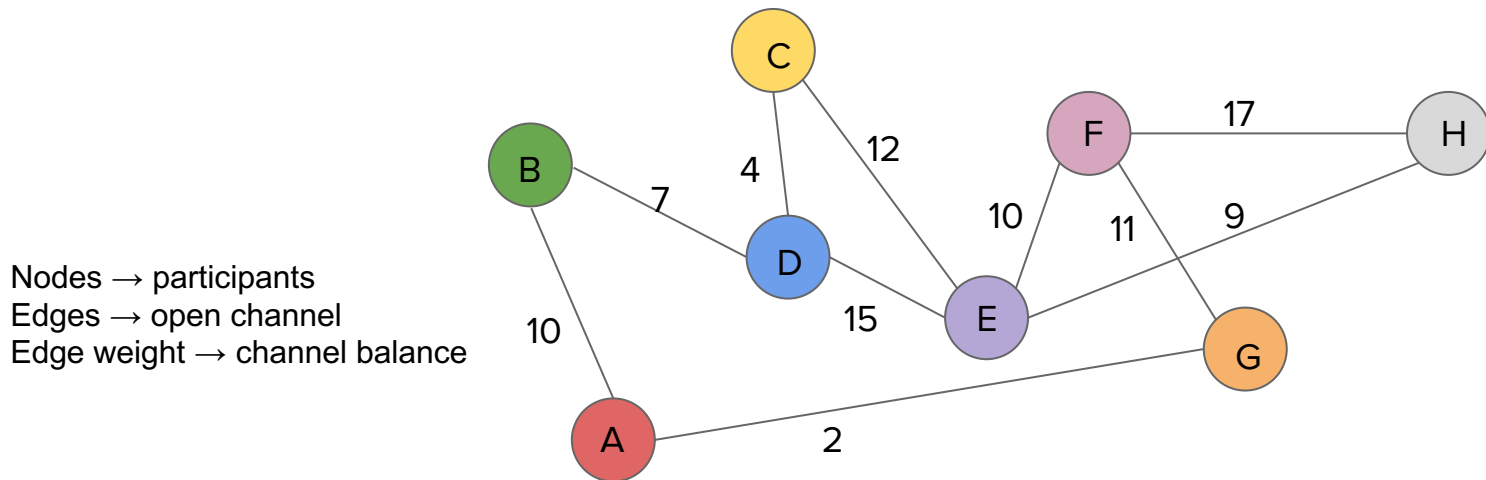 C
F
17
H
12
B
4
7
10
11
9
D
Nodes → participants
Edges → open channel
Edge weight → channel balance
15
E
10
G
A
2